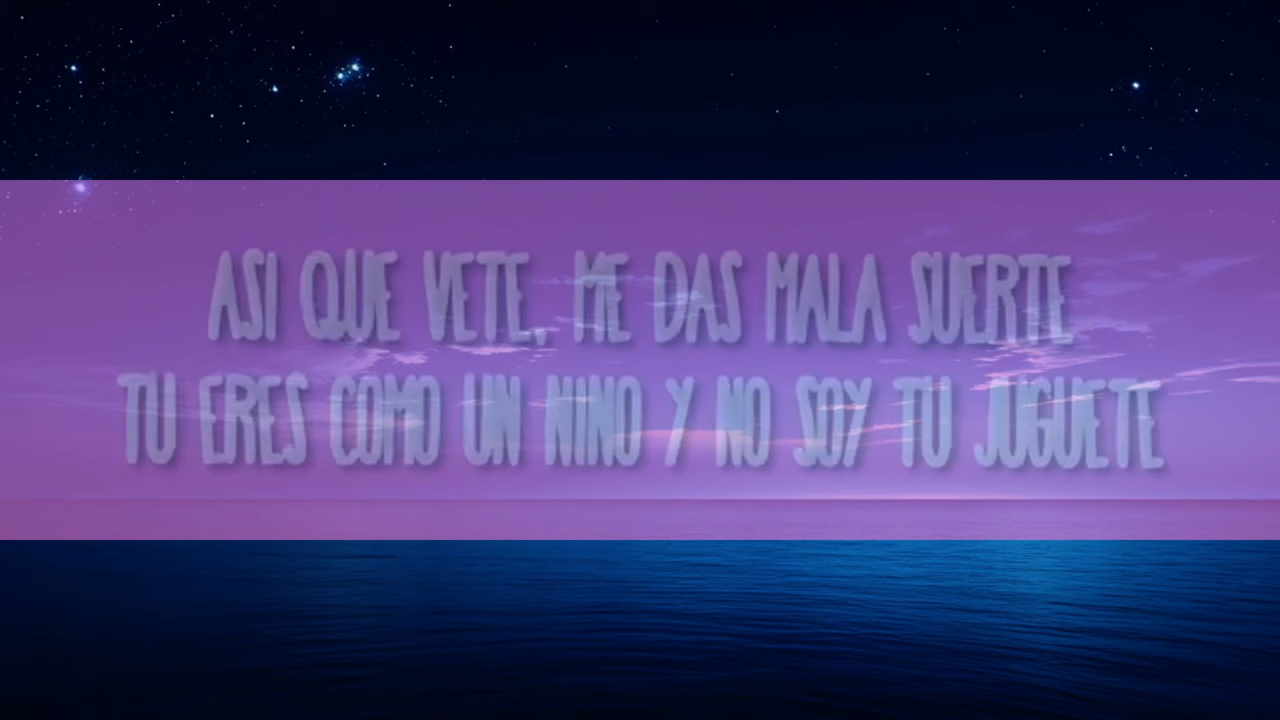 ASI QUE VETE, ME DAS MALA SUERTE
TU ERES COMO UN NINO Y NO SOY TU JUGUETE